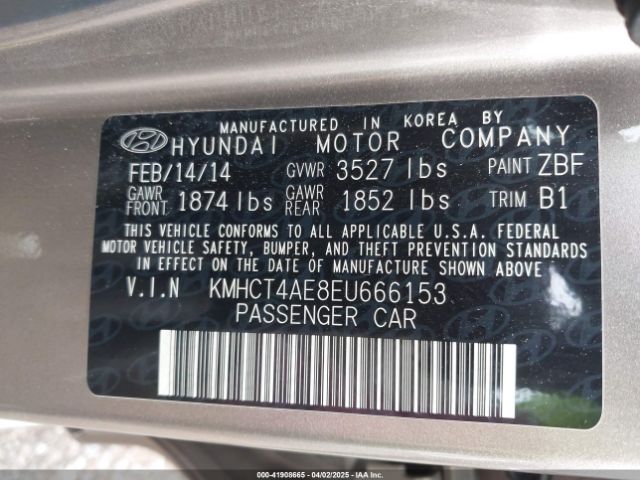 MANUFACTURED IN KOREA BY
HYUNDAI MOTOR COMPANY
FEB/14/14 GVWR 3527 lbs PAINT ZBF
GAWR FRONT 1874 lbs GAWR REAR 1852 lbs TRIM B1
THIS VEHICLE CONFORMS TO ALL APPLICABLE U.S.A. FEDERAL
MOTOR VEHICLE SAFETY, BUMPER, AND THEFT PREVENTION STANDARDS
IN EFFECT ON THE DATE OF MANUFACTURE SHOWN ABOVE.
V.I.N KMHCT4AE8EU666153
PASSENGER CAR
000-41908665 - 04/02/2025 - IAAI.COM